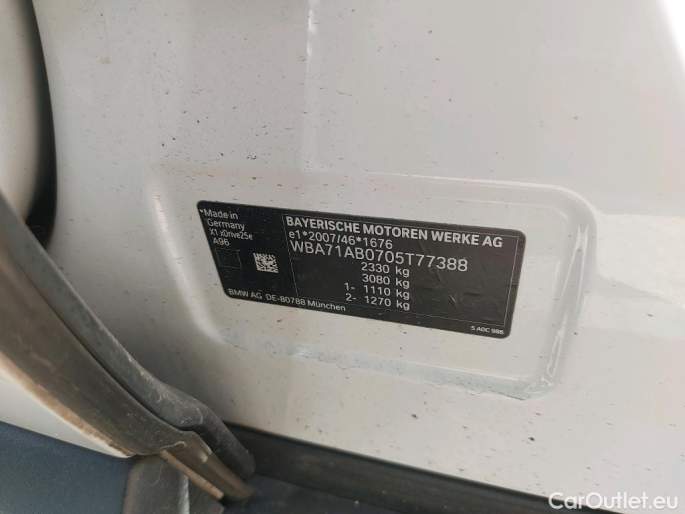 *Made in
Germany
X1 xDrive25e
A96
BAYERISCHE MOTOREN WERKE AG
e1*2007/46*1676
WBA71AB0705T77388
2330 kg
3080 kg
1- 1110 kg
2- 1270 kg
BMW AG DE-80788 München
5 A0C 986
CarOutlet.eu